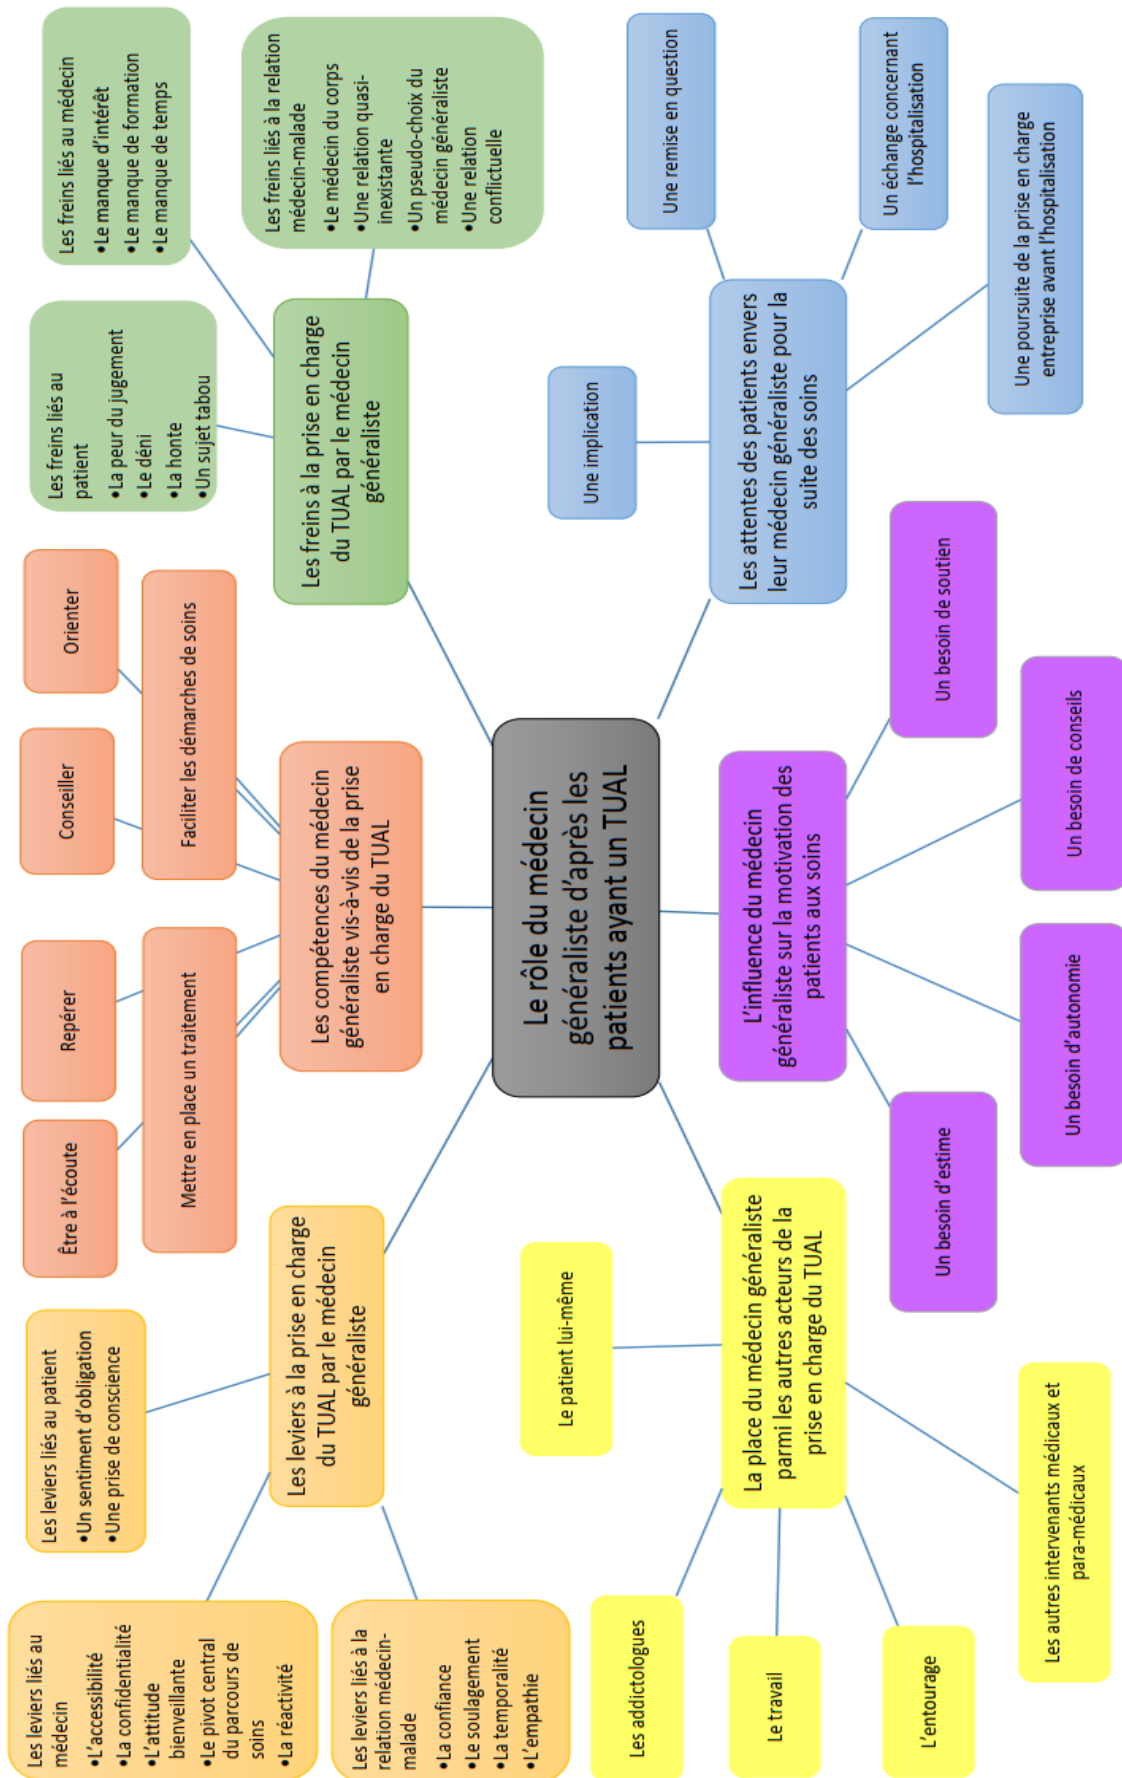 Le rôle du médecin
généraliste d'après les
patients ayant un TUAL
Les leviers à la prise en charge
du TUAL par le médecin
généraliste
Les leviers liés au
médecin
•L'accessibilité
•La confidentialité
•L'attitude
bienveillante
•Le pivot central
du parcours de
soins
•La réactivité
Les leviers liés au patient
•Un sentiment d'obligation
•Une prise de conscience
Les leviers liés à la
relation médecin-
malade
•La confiance
•Le soulagement
•La temporalité
•L'empathie
Les compétences du médecin
généraliste vis-à-vis de la prise
en charge du TUAL
Être à l'écoute
Repérer
Conseiller
Orienter
Mettre en place un traitement
Faciliter les démarches de soins
Les freins à la prise en charge
du TUAL par le médecin
généraliste
Les freins liés au
patient
•La peur du jugement
•Le déni
•La honte
•Un sujet tabou
Les freins liés au médecin
•Le manque d'intérêt
•Le manque de formation
•Le manque de temps
Les freins liés à la relation
médecin-malade
•Le médecin du corps
•Une relation quasi-
inexistante
•Un pseudo-choix du
médecin généraliste
•Une relation
conflictuelle
La place du médecin généraliste
parmi les autres acteurs de la
prise en charge du TUAL
Le patient lui-même
Les addictologues
Le travail
L'entourage
Les autres intervenants médicaux et
para-médicaux
L'influence du médecin
généraliste sur la motivation des
patients aux soins
Un besoin d'estime
Un besoin d'autonomie
Un besoin de conseils
Un besoin de soutien
Les attentes des patients envers
leur médecin généraliste pour la
suite des soins
Une implication
Une remise en question
Un échange concernant
l'hospitalisation
Une poursuite de la prise en charge
entreprise avant l'hospitalisation